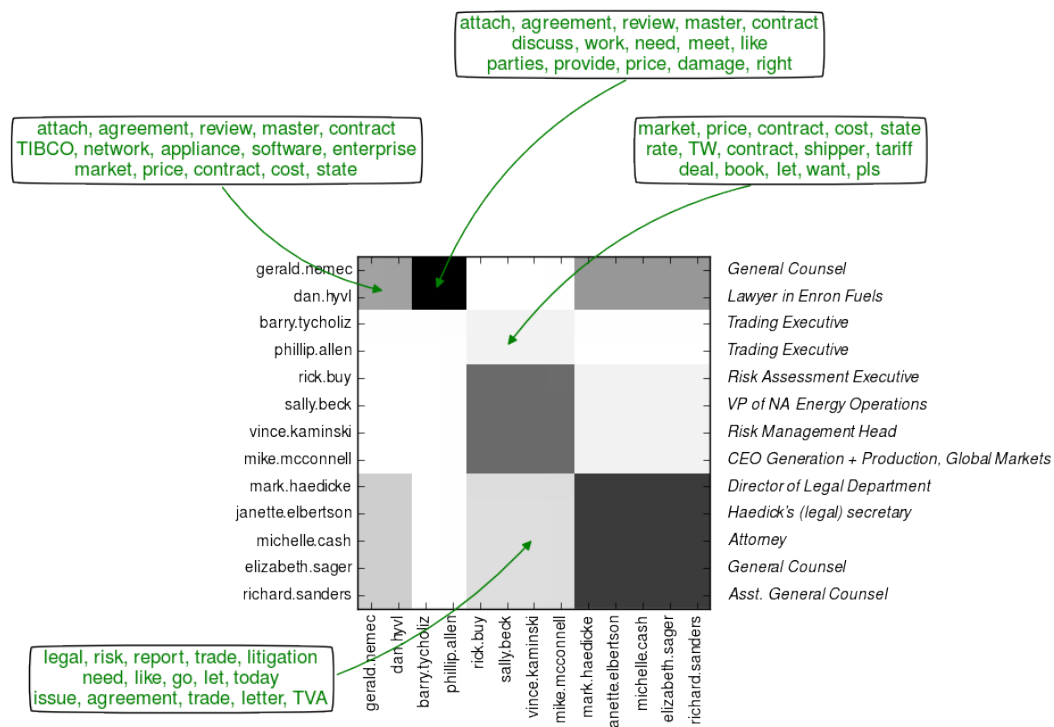 attach, agreement, review, master, contract
discuss, work, need, meet, like
parties, provide, price, damage, right
attach, agreement, review, master, contract
TIBCO, network, appliance, software, enterprise
market, price, contract, cost, state
market, price, contract, cost, state
rate, TW, contract, shipper, tariff
deal, book, let, want, pls
gerald.nemec General Counsel
dan.hyvl Lawyer in Enron Fuels
barry.tycholiz Trading Executive
phillip.allen Trading Executive
rick.buy Risk Assessment Executive
sally.beck VP of NA Energy Operations
vince.kaminski Risk Management Head
mike.mcconnell CEO Generation + Production, Global Markets
mark.haedicke Director of Legal Department
janette.elbertson Haedick's (legal) secretary
michelle.cash Attorney
elizabeth.sager General Counsel
richard.sanders Asst. General Counsel
legal, risk, report, trade, litigation
need, like, go, let, today
issue, agreement, trade, letter, TVA
gerald.nemec
dan.hyvl
barry.tycholiz
phillip.allen
rick.buy
sally.beck
vince.kaminski
mike.mcconnell
mark.haedicke
janette.elbertson
michelle.cash
elizabeth.sager
richard.sanders